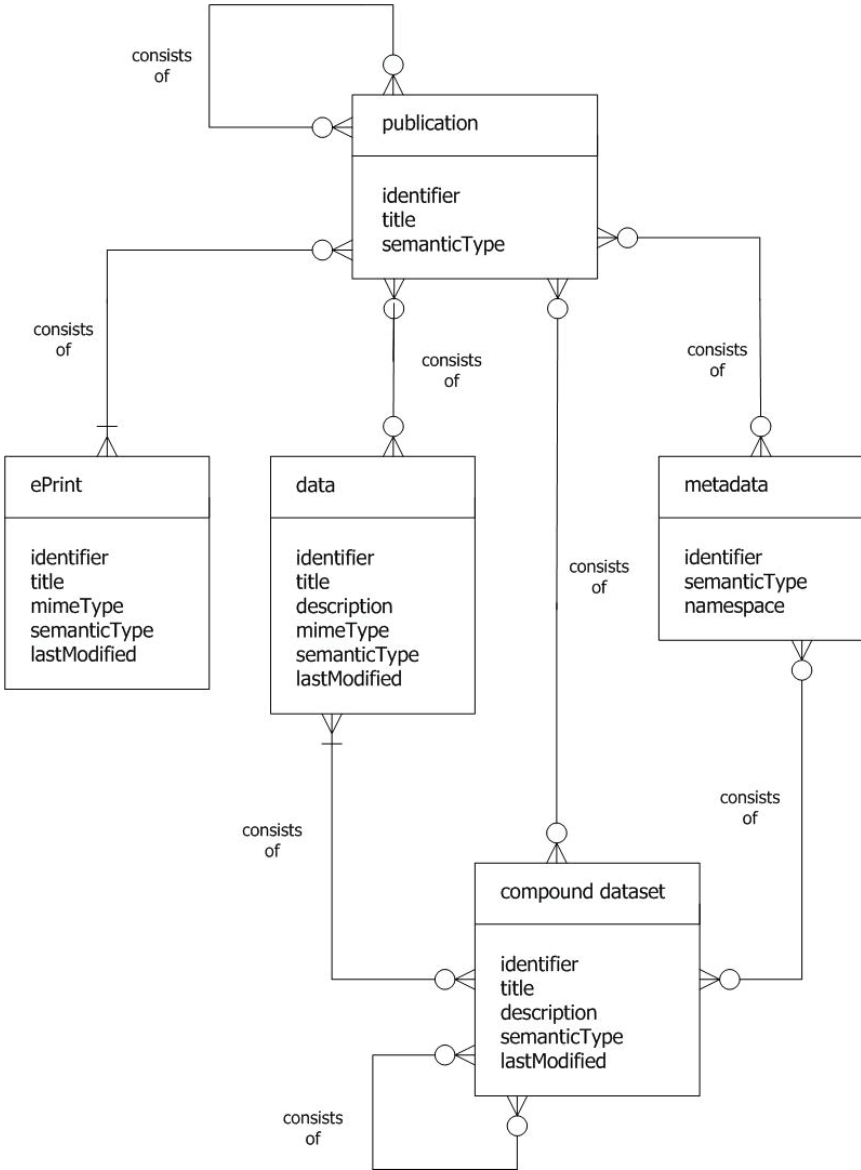 consists
of
publication
identifier
title
semanticType
consists
of
consists
of
consists
of
ePrint
identifier
title
mimeType
semanticType
lastModified
data
identifier
title
description
mimeType
semanticType
lastModified
consists
of
metadata
identifier
semanticType
namespace
consists
of
consists
of
compound dataset
identifier
title
description
semanticType
lastModified
consists
of